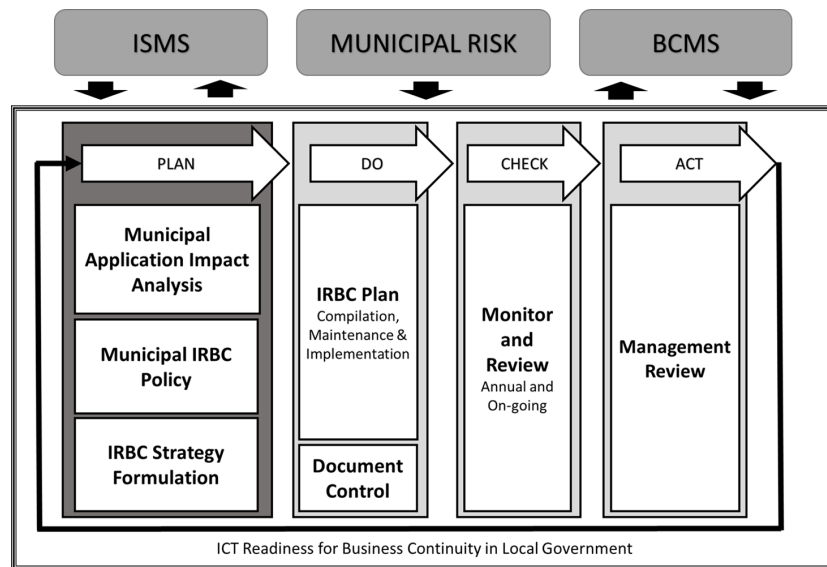 ISMS
MUNICIPAL RISK
BCMS
PLAN
DO
CHECK
ACT
Municipal
Application Impact
Analysis
Municipal IRBC
Policy
IRBC Strategy
Formulation
IRBC Plan
Compilation,
Maintenance &
Implementation
Document
Control
Monitor
and
Review
Annual and
On-going
Management
Review
ICT Readiness for Business Continuity in Local Government